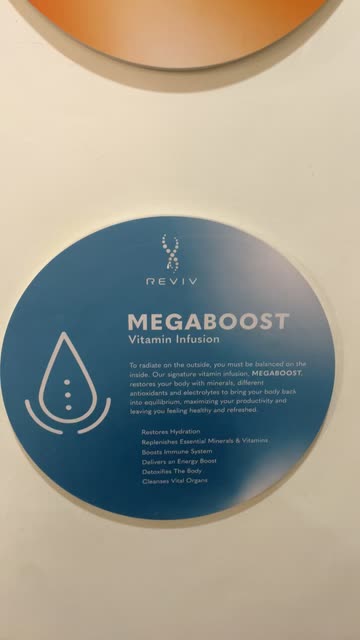 REVIV
MEGABOOST
Vitamin Infusion
To radiate on the outside, you must be balanced on the
inside. Our signature vitamin infusion, MEGABOOST,
restores your body with minerals, different
antioxidants and electrolytes to bring your body back
into equilibrium, maximizing your productivity and
leaving you feeling healthy and refreshed.
Restores Hydration
Replenishes Essential Minerals & Vitamins
Boosts Immune System
Delivers an Energy Boost
Detoxifies The Body
Cleanses Vital Organs